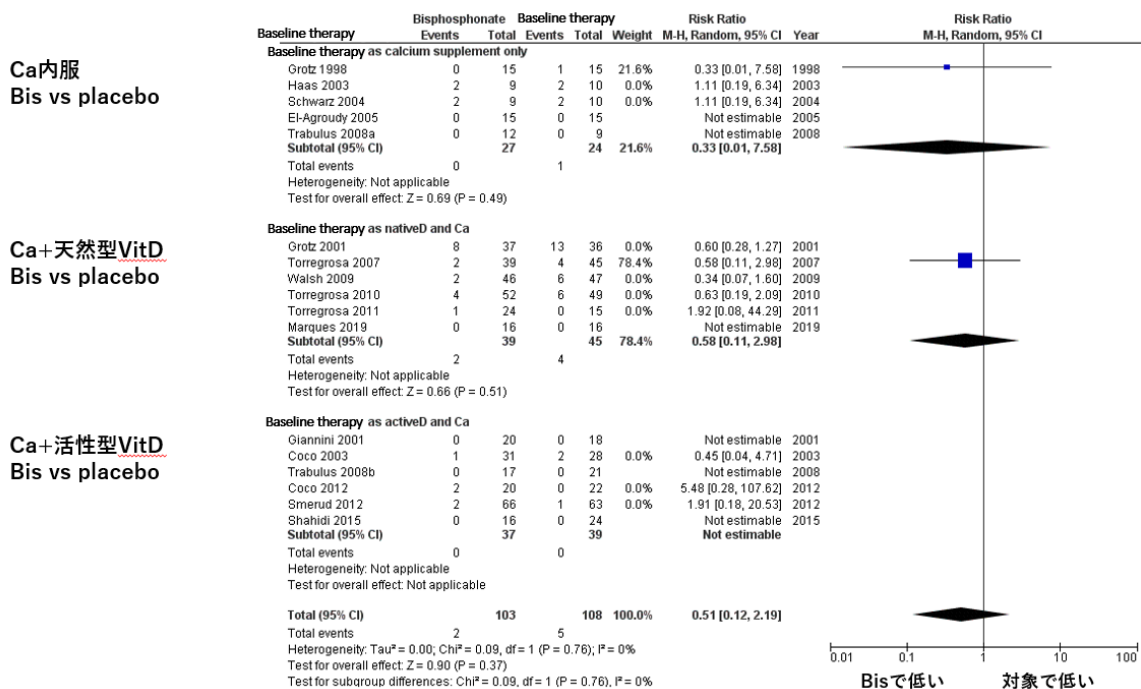 Bisphosphonate Baseline therapy Risk Ratio Risk Ratio
Baseline therapy Events Total Events Total Weight M-H, Random, 95% CI Year M-H, Random, 95% CI
Ca内服
Bis vs placebo
Baseline therapy as calcium supplement only
Grotz 1998 0 15 1 15 21.6% 0.33 [0.01, 7.58] 1998
Haas 2003 2 9 2 10 0.0% 1.11 [0.19, 6.34] 2003
Schwarz 2004 2 9 2 10 0.0% 1.11 [0.19, 6.34] 2004
El-Agroudy 2005 0 15 0 15 Not estimable 2005
Trabulus 2008a 0 12 0 9 Not estimable 2008
Subtotal (95% CI) 27 24 21.6% 0.33 [0.01, 7.58]
Total events 0 1
Heterogeneity: Not applicable
Test for overall effect: Z = 0.69 (P = 0.49)
Ca+天然型VitD
Bis vs placebo
Baseline therapy as nativeD and Ca
Grotz 2001 8 37 13 36 0.0% 0.60 [0.28, 1.27] 2001
Torregrosa 2007 2 39 4 45 78.4% 0.58 [0.11, 2.98] 2007
Walsh 2009 2 46 6 47 0.0% 0.34 [0.07, 1.60] 2009
Torregrosa 2010 4 52 6 49 0.0% 0.63 [0.19, 2.09] 2010
Torregrosa 2011 1 24 0 15 0.0% 1.92 [0.08, 44.29] 2011
Marques 2019 0 16 0 16 Not estimable 2019
Subtotal (95% CI) 39 45 78.4% 0.58 [0.11, 2.98]
Total events 2 4
Heterogeneity: Not applicable
Test for overall effect: Z = 0.66 (P = 0.51)
Ca+活性型VitD
Bis vs placebo
Baseline therapy as activeD and Ca
Giannini 2001 0 20 0 18 Not estimable 2001
Coco 2003 1 31 2 28 0.0% 0.45 [0.04, 4.71] 2003
Trabulus 2008b 0 17 0 21 Not estimable 2008
Coco 2012 2 20 0 22 0.0% 5.48 [0.28, 107.62] 2012
Smerud 2012 2 66 1 63 0.0% 1.91 [0.18, 20.53] 2012
Shahidi 2015 0 16 0 24 Not estimable 2015
Subtotal (95% CI) 37 39 Not estimable
Total events 0 0
Heterogeneity: Not applicable
Test for overall effect: Not applicable
Total (95% CI) 103 108 100.0% 0.51 [0.12, 2.19]
Total events 2 5
Heterogeneity: Tau² = 0.00; Chi² = 0.09, df = 1 (P = 0.76); I² = 0%
Test for overall effect: Z = 0.90 (P = 0.37)
Test for subgroup differences: Chi² = 0.09, df = 1 (P = 0.76), I² = 0%
0.01 0.1 1 10 100
Bisで低い 対象で低い